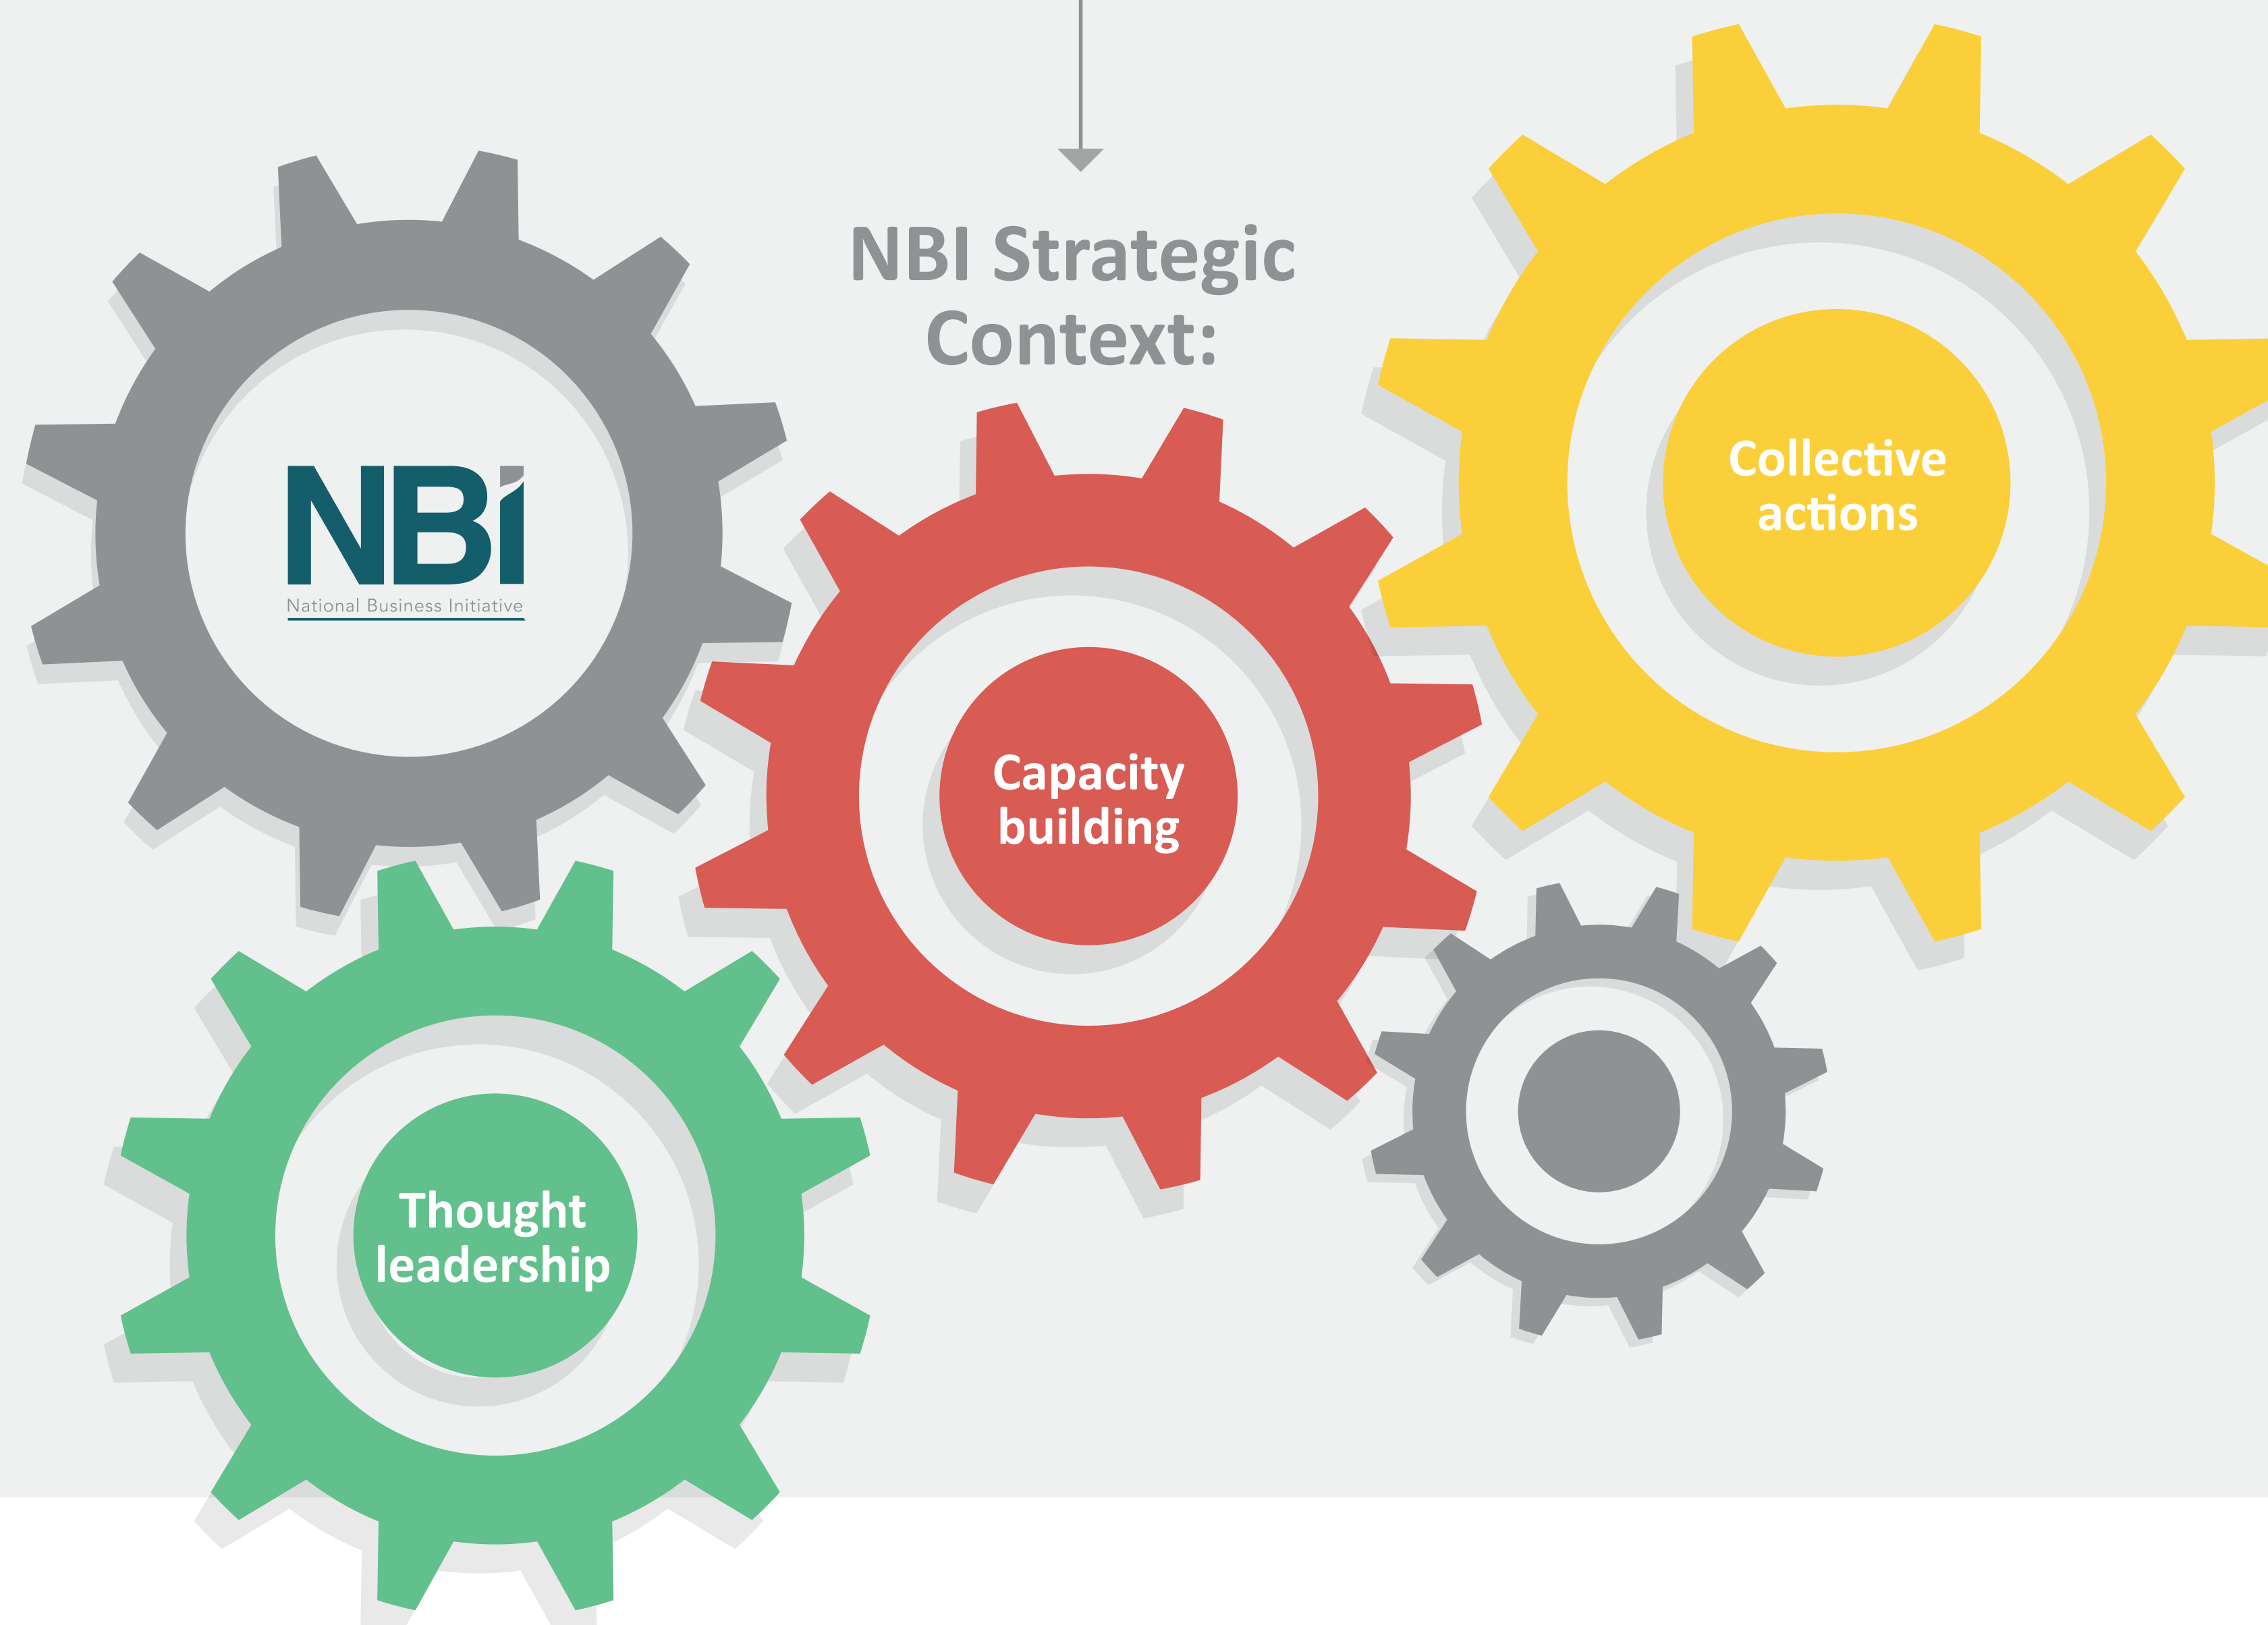 NBI Strategic
Context:
NBI
National Business Initiative
Collective
actions
Capacity
building
Thought
leadership